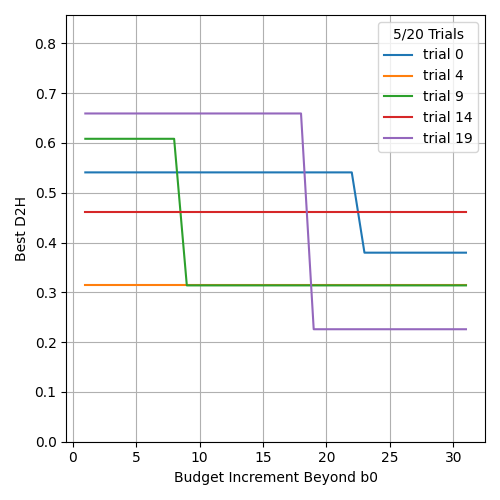 5/20 Trials
trial 0
trial 4
trial 9
trial 14
trial 19
Best D2H
0.8
0.7
0.6
0.5
0.4
0.3
0.2
0.1
0.0
0 5 10 15 20 25 30
Budget Increment Beyond b0